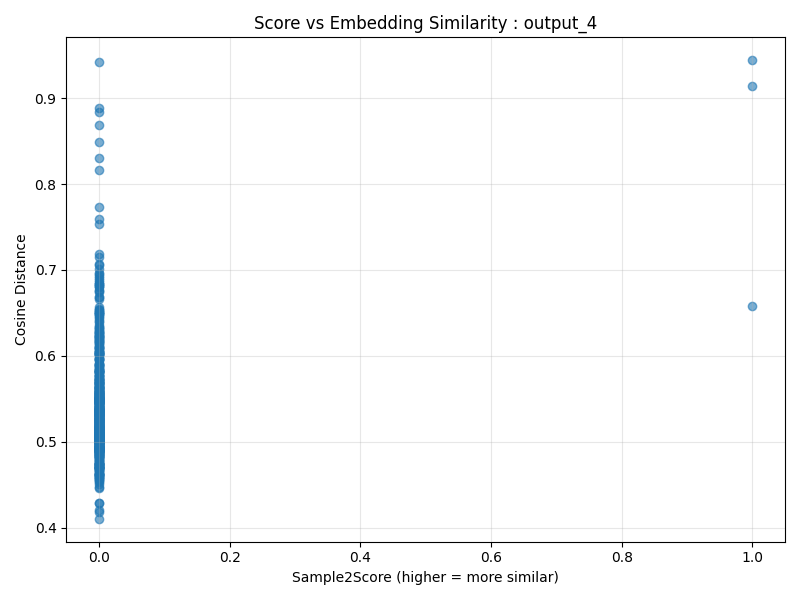 Score vs Embedding Similarity : output_4
Cosine Distance
0.9
0.8
0.7
0.6
0.5
0.4
0.0 0.2 0.4 0.6 0.8 1.0
Sample2Score (higher = more similar)